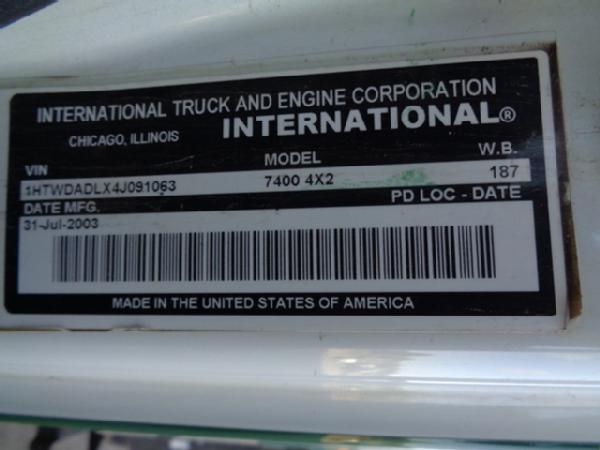 INTERNATIONAL TRUCK AND ENGINE CORPORATION
CHICAGO, ILLINOIS INTERNATIONAL®
VIN MODEL W.B.
1HTWDADLX4J091063 7400 4X2 187
DATE MFG. PD LOC - DATE
31-Jul-2003
MADE IN THE UNITED STATES OF AMERICA